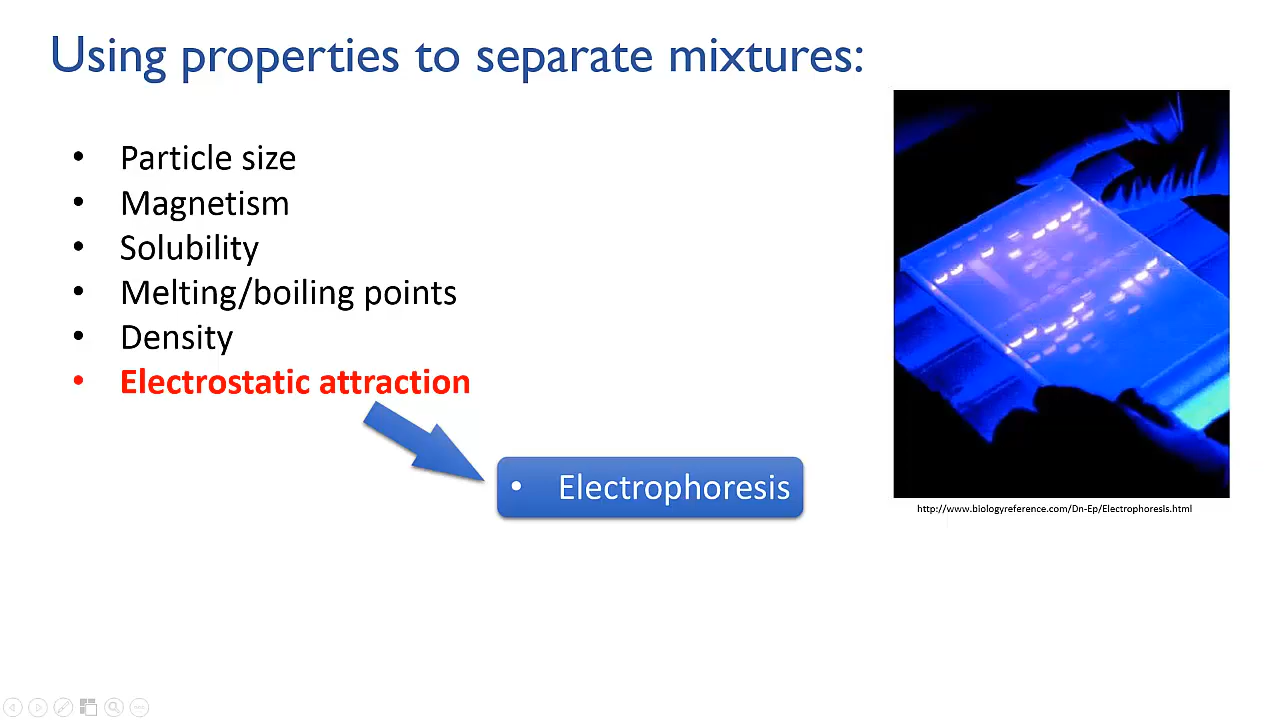 Using properties to separate mixtures:
• Particle size
• Magnetism
• Solubility
• Melting/boiling points
• Density
• Electrostatic attraction
• Electrophoresis
http://www.biologyreference.com/Dn-Ep/Electrophoresis.html